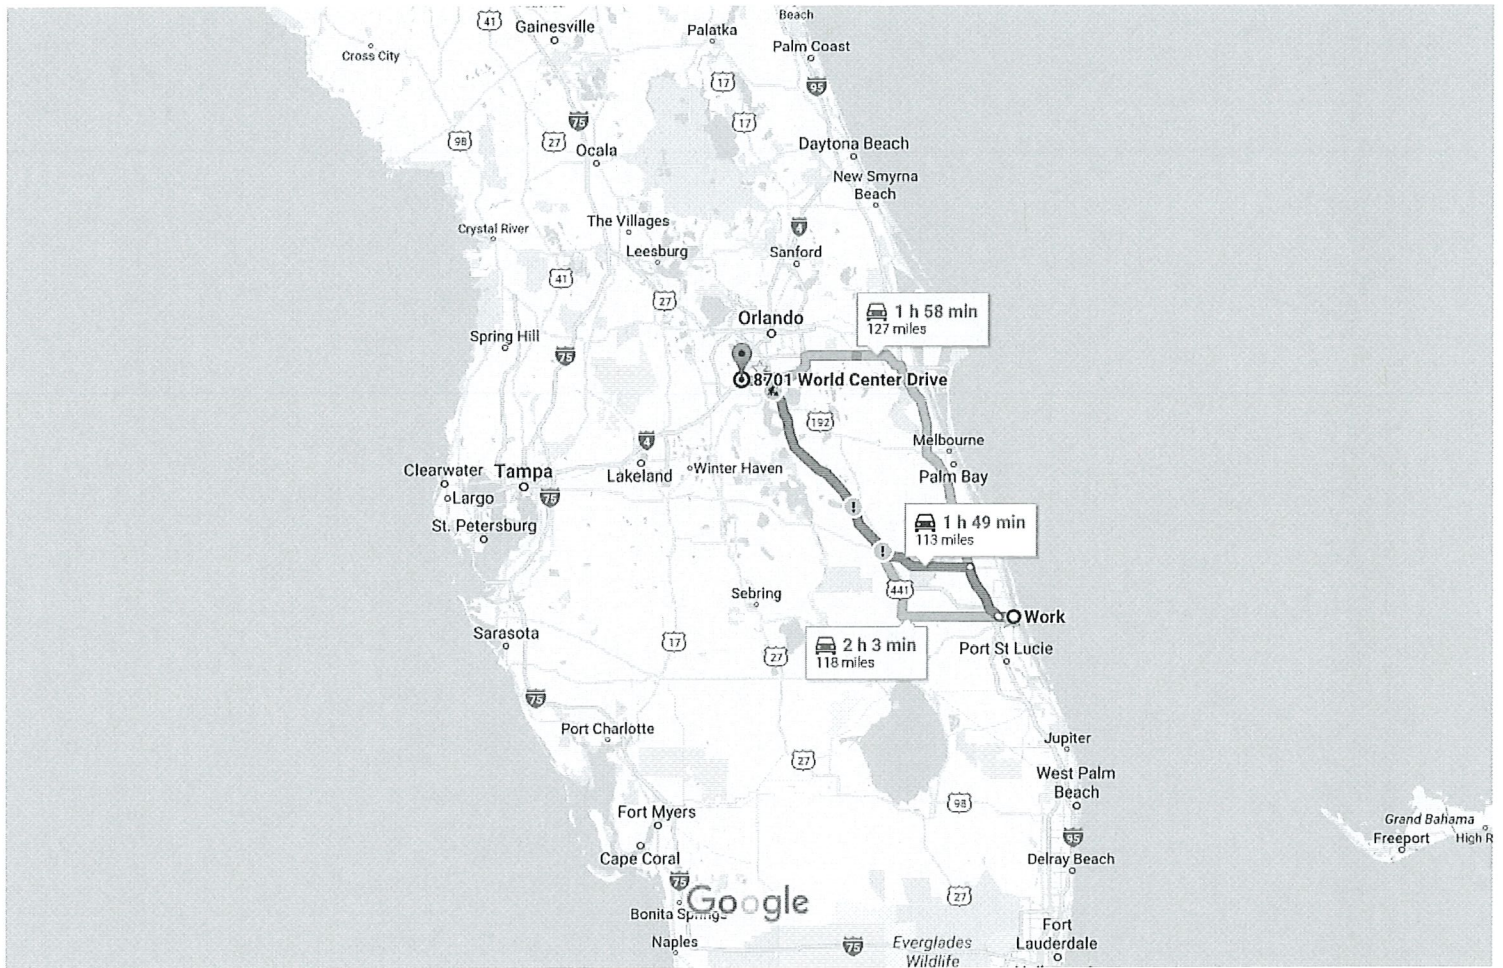 Beach
41
Gainesville
Palatka
Palm Coast
Cross City
17
95
75
17
98
27
Ocala
Daytona Beach
New Smyrna
Beach
The Villages
Crystal River
4
Leesburg
Sanford
41
27
1 h 58 min
127 miles
Orlando
Spring Hill
75
8701 World Center Drive
192
4
Melbourne
Clearwater
Tampa
Lakeland
Winter Haven
Palm Bay
Largo
75
St. Petersburg
1 h 49 min
113 miles
441
Sebring
Work
Sarasota
17
27
2 h 3 min
118 miles
Port St Lucie
75
Port Charlotte
Jupiter
27
West Palm
Beach
98
Fort Myers
Grand Bahama
Freeport
High R
95
Cape Coral
Delray Beach
75
27
Google
Bonita Springs
Fort
Lauderdale
Naples
75
Everglades
Wildlife